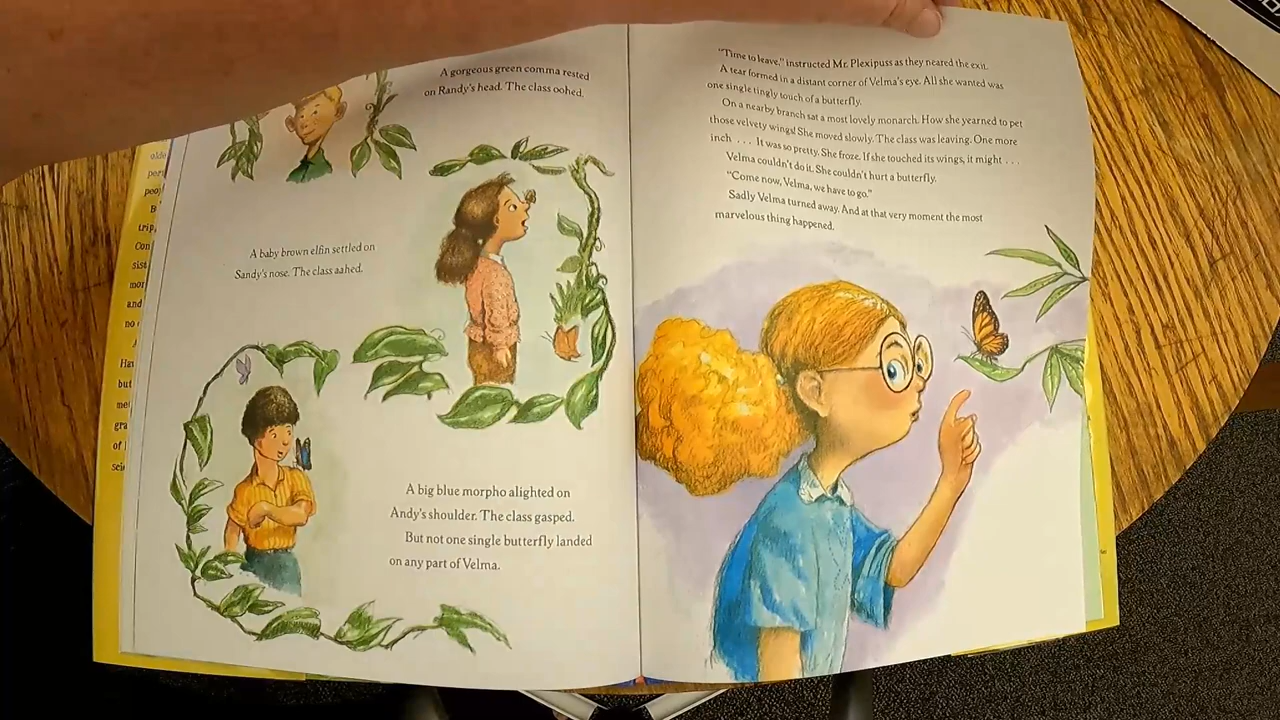 A gorgeous green comma rested
on Randy's head. The class oohed.
A baby brown elfin settled on
Sandy's nose. The class aahed.
A big blue morpho alighted on
Andy's shoulder. The class gasped.
But not one single butterfly landed
on any part of Velma.
"Time to leave," instructed Mr. Plexipuss as they neared the exit.
A tear formed in a distant corner of Velma's eye. All she wanted was
one single tingly touch of a butterfly.
On a nearby branch sat a most lovely monarch. How she yearned to pet
those velvety wings! She moved slowly. The class was leaving. One more
inch . . . It was so pretty. She froze. If she touched its wings, it might . . .
Velma couldn't do it. She couldn't hurt a butterfly.
"Come now, Velma, we have to go."
Sadly Velma turned away. And at that very moment the most
marvelous thing happened.